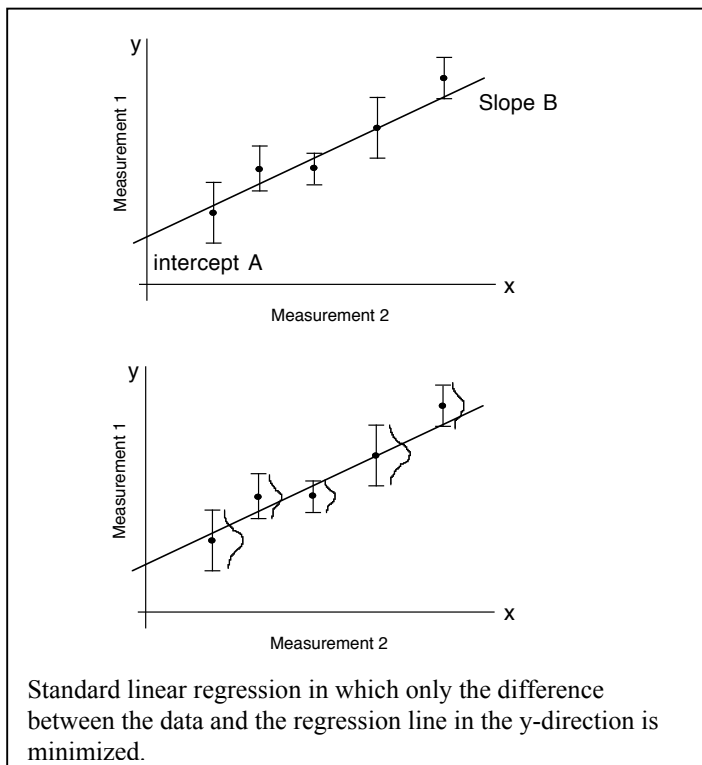 y
Measurement 1
Slope B
intercept A
x
Measurement 2
y
Measurement 1
x
Measurement 2
Standard linear regression in which only the difference
between the data and the regression line in the y-direction is
minimized.